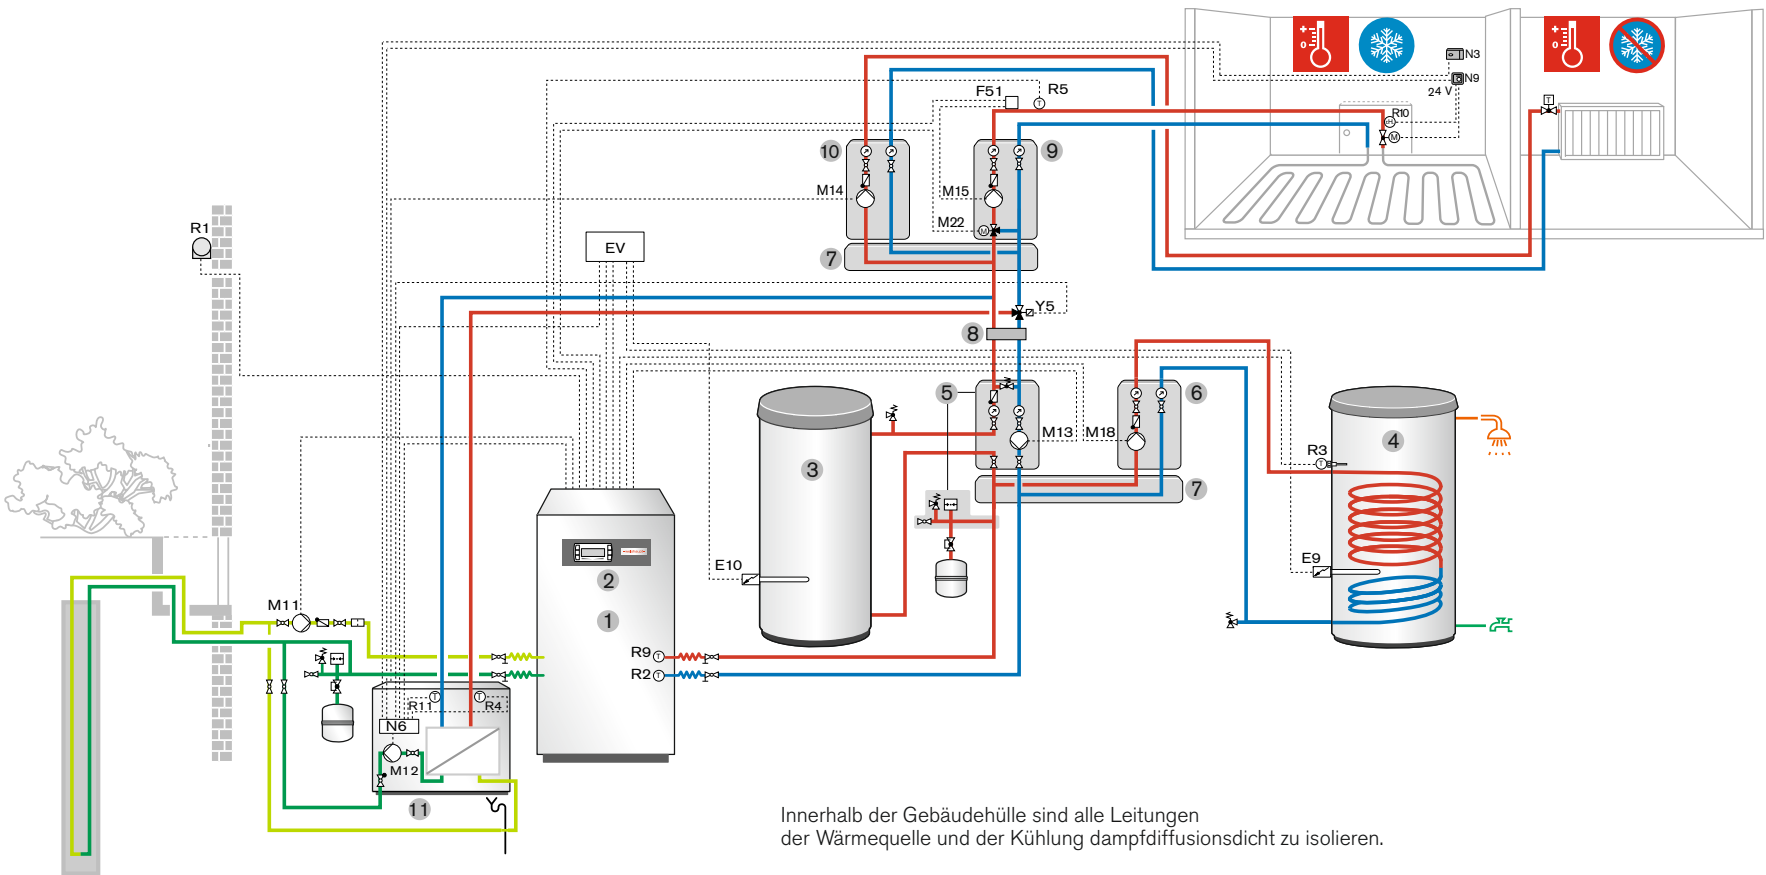 +
0
+
0
N3
N9
24 V
F51
R5
R10
H
M
10
9
M14
M15
M22
M
R1
EV
7
Y5
8
5
6
M13
M18
4
R3
T
3
7
2
E10
E9
1
M11
R9
T
R2
T
T
R11
T
R4
N6
M12
11
T
T
Innerhalb der Gebäudehülle sind alle Leitungen
der Wärmequelle und der Kühlung dampfdiffusionsdicht zu isolieren.